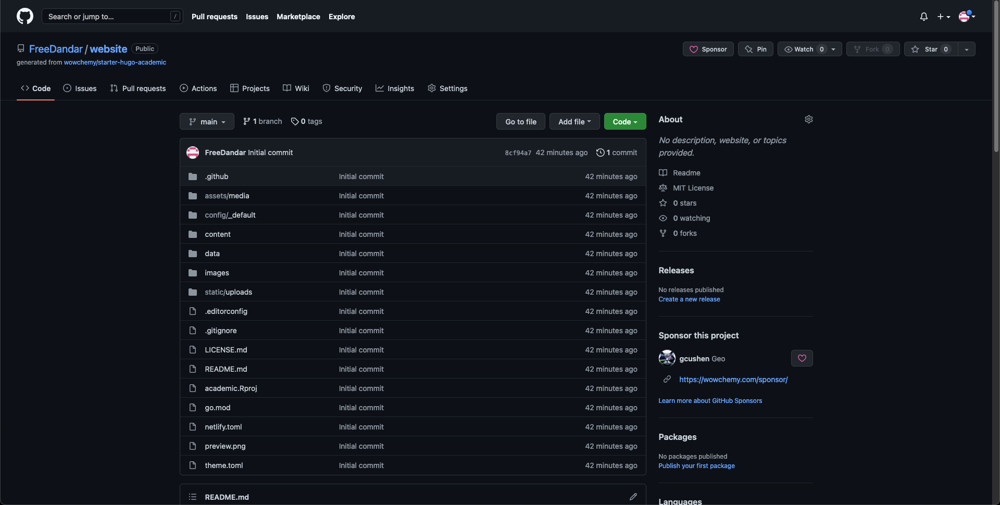 Search or jump to... /
Pull requests Issues Marketplace Explore
FreeDandar / website Public
generated from wowchemy/starter-hugo-academic
Sponsor Pin Watch 0 Fork 0 Star 0
Code Issues Pull requests Actions Projects Wiki Security Insights Settings
main 1 branch 0 tags Go to file Add file Code
FreeDandar Initial commit 8cf94a7 42 minutes ago 1 commit
.github Initial commit 42 minutes ago
assets/media Initial commit 42 minutes ago
config/_default Initial commit 42 minutes ago
content Initial commit 42 minutes ago
data Initial commit 42 minutes ago
images Initial commit 42 minutes ago
static/uploads Initial commit 42 minutes ago
.editorconfig Initial commit 42 minutes ago
.gitignore Initial commit 42 minutes ago
LICENSE.md Initial commit 42 minutes ago
README.md Initial commit 42 minutes ago
academic.Rproj Initial commit 42 minutes ago
go.mod Initial commit 42 minutes ago
netlify.toml Initial commit 42 minutes ago
preview.png Initial commit 42 minutes ago
theme.toml Initial commit 42 minutes ago
README.md
About
No description, website, or topics
provided.
Readme
MIT License
0 stars
0 watching
0 forks
Releases
No releases published
Create a new release
Sponsor this project
gcushen Geo
https://wowchemy.com/sponsor/
Learn more about GitHub Sponsors
Packages
No packages published
Publish your first package
Languages